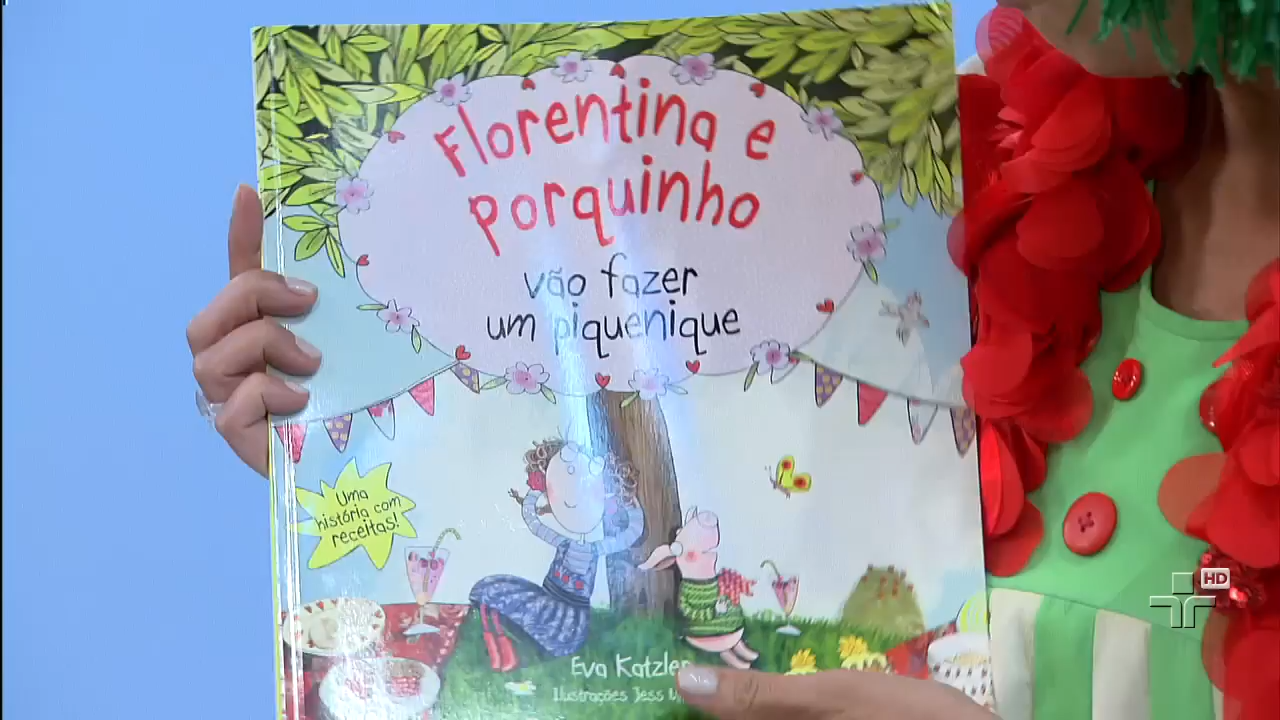 Florentina e
porquinho
vão fazer
um piquenique
Uma
história com
receitas!
Eva Katzler
Ilustrações Jess
HD